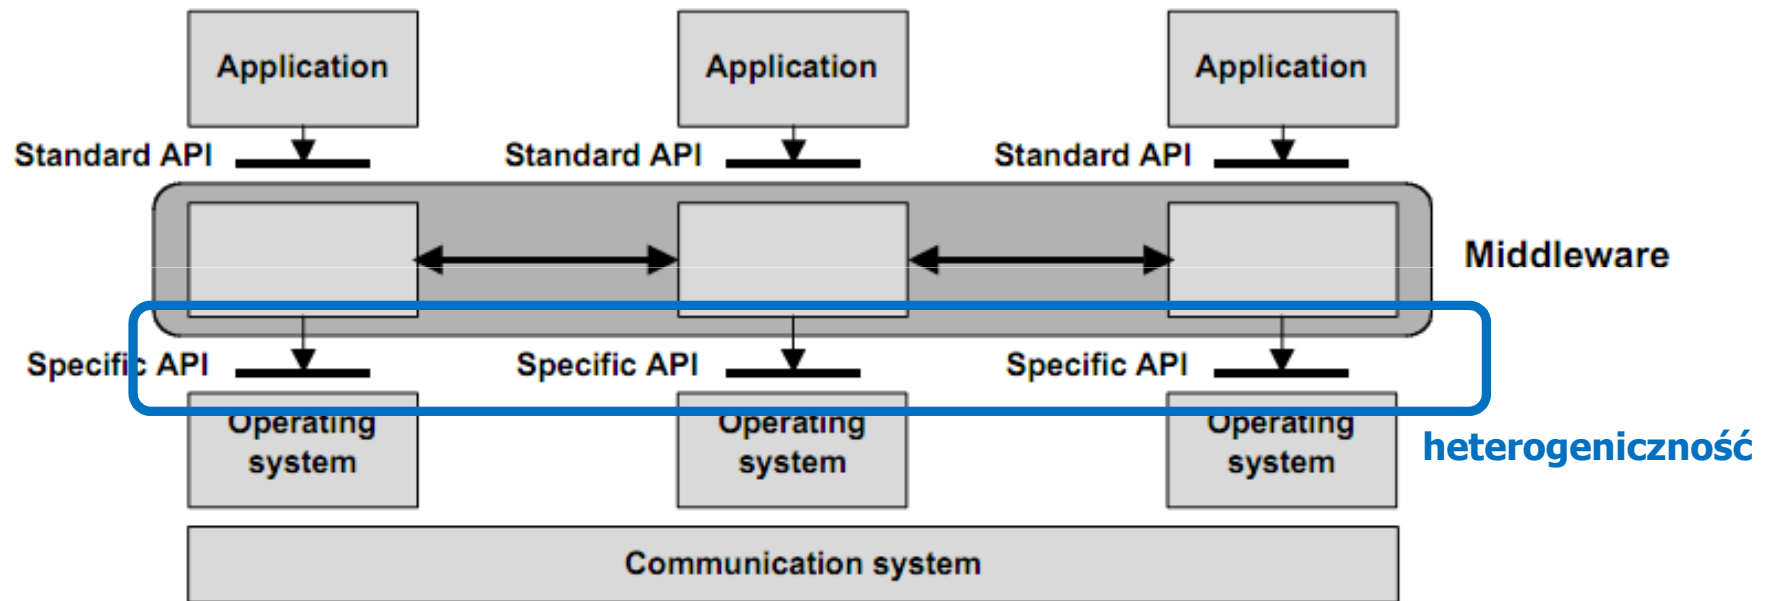 Application Application Application
Standard API Standard API Standard API
Middleware
Specific API Specific API Specific API
Operating Operating Operating
system system system
heterogeniczność
Communication system